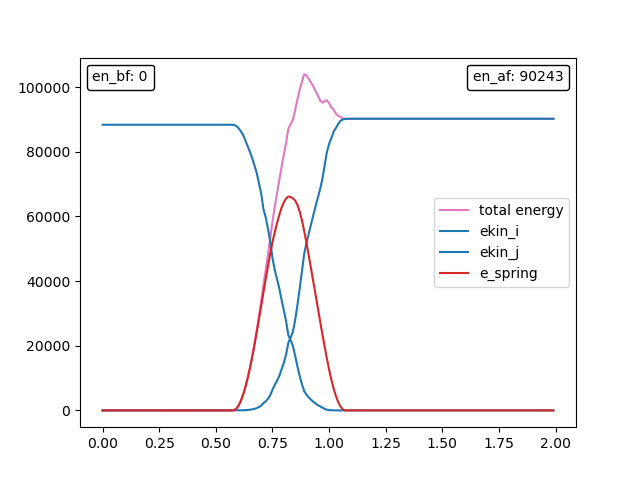 en_bf: 0
en_af: 90243
100000
80000
60000
40000
20000
0
total energy
ekin_i
ekin_j
e_spring
0.00 0.25 0.50 0.75 1.00 1.25 1.50 1.75 2.00